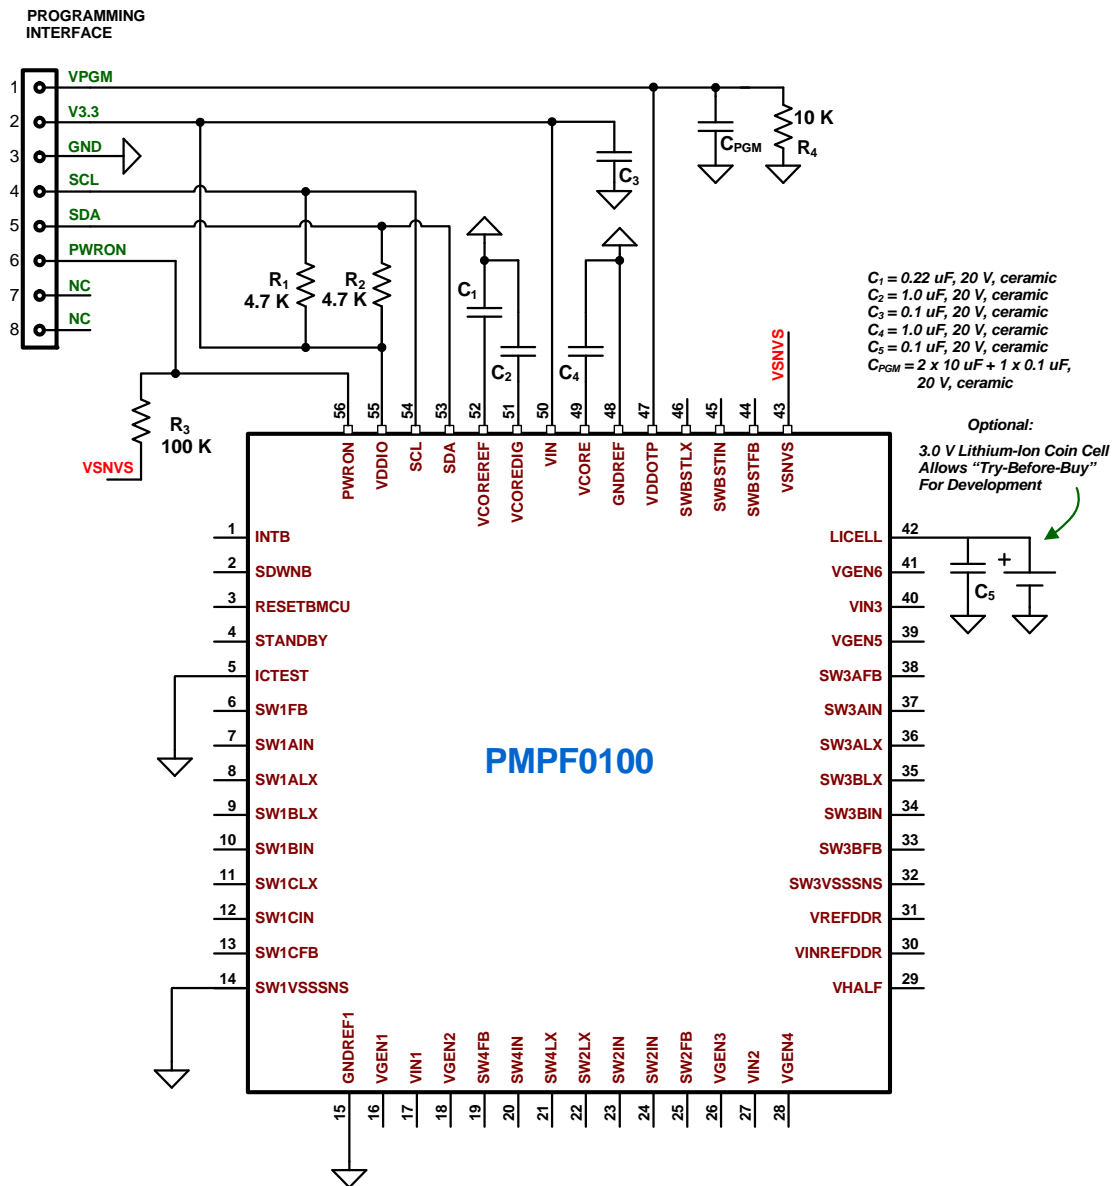 PROGRAMMING
INTERFACE
1 VPGM
2 V3.3
3 GND
4 SCL
5 SDA
6 PWRON
7 NC
8 NC
10 K
R4
CPGM
C3
R1
4.7 K
R2
4.7 K
C1
C2
C4
R3
100 K
VSNVS
VSNVS
C1 = 0.22 uF, 20 V, ceramic
C2 = 1.0 uF, 20 V, ceramic
C3 = 0.1 uF, 20 V, ceramic
C4 = 1.0 uF, 20 V, ceramic
C5 = 0.1 uF, 20 V, ceramic
CPGM = 2 x 10 uF + 1 x 0.1 uF,
20 V, ceramic
Optional:
3.0 V Lithium-Ion Coin Cell
Allows “Try-Before-Buy”
For Development
56 PWRON
55 VDDIO
54 SCL
53 SDA
52 VCOREREF
51 VCOREDIG
50 VIN
49 VCORE
48 GNDREF
47 VDDOTP
46 SWBSTLX
45 SWBSTIN
44 SWBSTFB
43 VSNVS
1 INTB
2 SDWNB
3 RESETBMCU
4 STANDBY
5 ICTEST
6 SW1FB
7 SW1AIN
8 SW1ALX
9 SW1BLX
10 SW1BIN
11 SW1CLX
12 SW1CIN
13 SW1CFB
14 SW1VSSSNS
PMPF0100
LICELL 42
VGEN6 41
VIN3 40
VGEN5 39
SW3AFB 38
SW3AIN 37
SW3ALX 36
SW3BLX 35
SW3BIN 34
SW3BFB 33
SW3VSSSNS 32
VREFDDR 31
VINREFDDR 30
VHALF 29
+
C5
GNDREF1 15
VGEN1 16
VIN1 17
VGEN2 18
SW4FB 19
SW4IN 20
SW4LX 21
SW2LX 22
SW2IN 23
SW2IN 24
SW2FB 25
VGEN3 26
VIN2 27
VGEN4 28